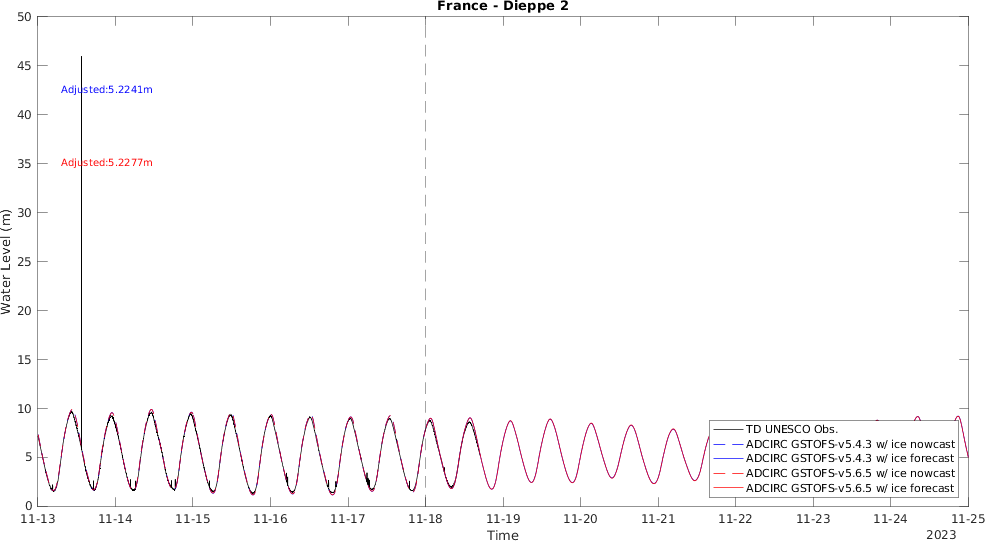 France - Dieppe 2
Water Level (m)
50
45
40
35
30
25
20
15
10
5
0
Adjusted:5.2241m
Adjusted:5.2277m
TD UNESCO Obs.
ADCIRC GSTOFS-v5.4.3 w/ ice nowcast
ADCIRC GSTOFS-v5.4.3 w/ ice forecast
ADCIRC GSTOFS-v5.6.5 w/ ice nowcast
ADCIRC GSTOFS-v5.6.5 w/ ice forecast
11-13 11-14 11-15 11-16 11-17 11-18 11-19 11-20 11-21 11-22 11-23 11-24 11-25
Time
2023